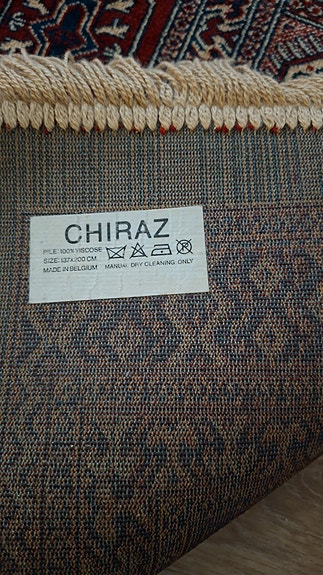 CHIRAZ
PILE: 100% VISCOSE
SIZE: 137x200 CM
MADE IN BELGIUM MANUAL DRY CLEANING ONLY